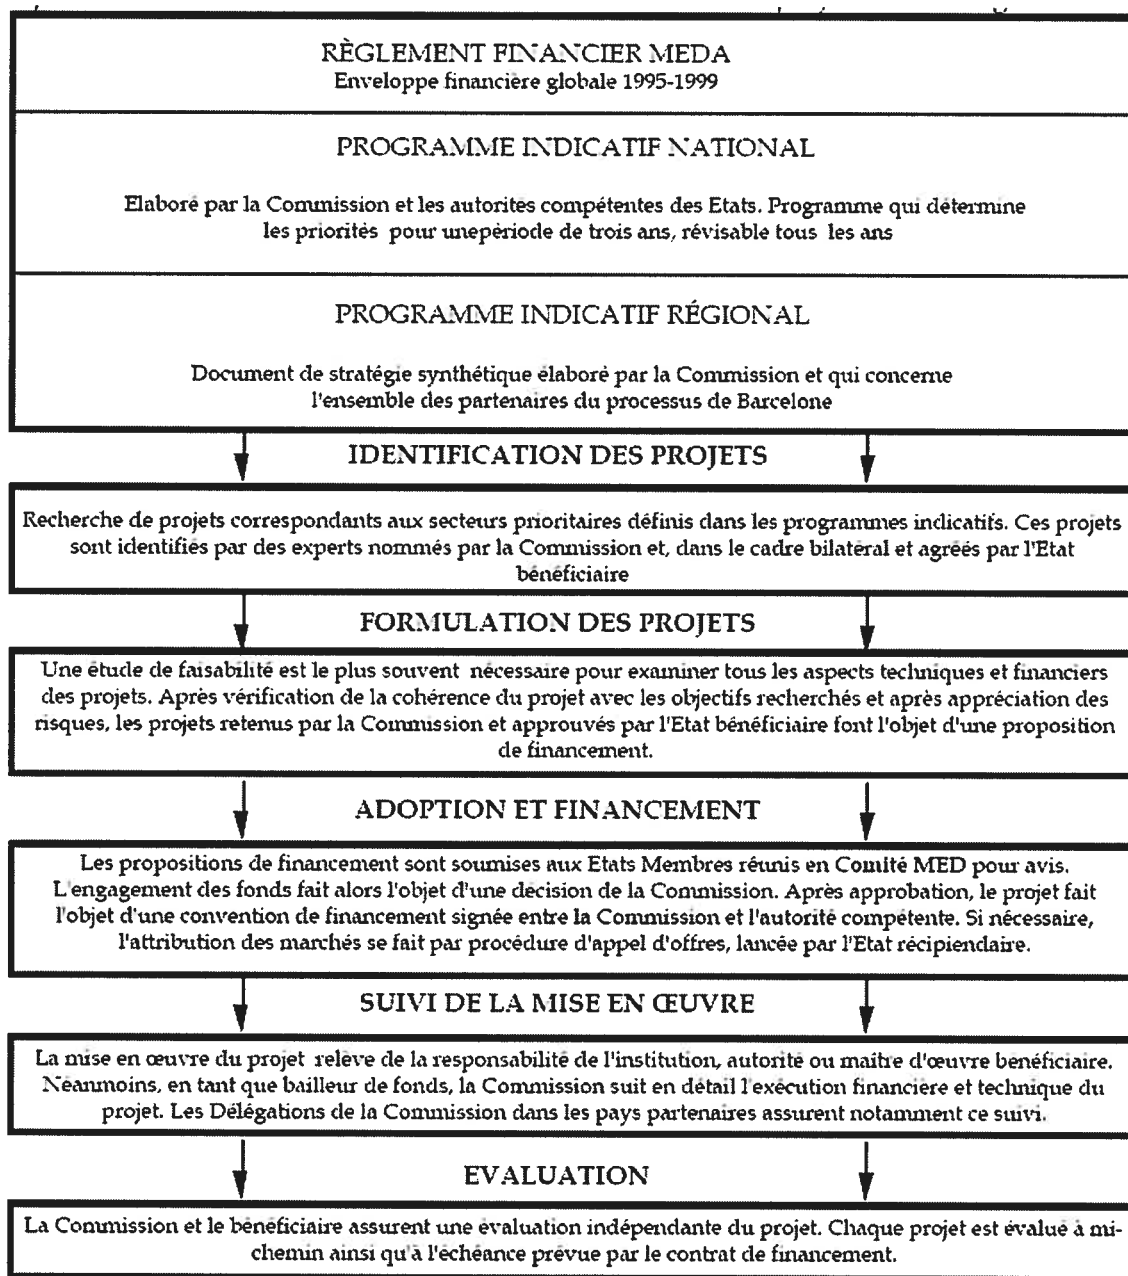 RÈGLEMENT FINANCIER MEDA
Enveloppe financière globale 1995-1999
PROGRAMME INDICATIF NATIONAL
Elaboré par la Commission et les autorités compétentes des Etats. Programme qui détermine
les priorités pour unepériode de trois ans, révisable tous les ans
PROGRAMME INDICATIF RÉGIONAL
Document de stratégie synthétique élaboré par la Commission et qui concerne
l'ensemble des partenaires du processus de Barcelone
IDENTIFICATION DES PROJETS
Recherche de projets correspondants aux secteurs prioritaires définis dans les programmes indicatifs. Ces projets
sont identifiés par des experts nommés par la Commission et, dans le cadre bilatéral et agréés par l'Etat
bénéficiaire
FORMULATION DES PROJETS
Une étude de faisabilité est le plus souvent nécessaire pour examiner tous les aspects techniques et financiers
des projets. Après vérification de la cohérence du projet avec les objectifs recherchés et après appréciation des
risques, les projets retenus par la Commission et approuvés par l'Etat bénéficiaire font l'objet d'une proposition
de financement.
ADOPTION ET FINANCEMENT
Les propositions de financement sont soumises aux Etats Membres réunis en Comité MED pour avis.
L'engagement des fonds fait alors l'objet d'une décision de la Commission. Après approbation, le projet fait
l'objet d'une convention de financement signée entre la Commission et l'autorité compétente. Si nécessaire,
l'attribution des marchés se fait par procédure d'appel d'offres, lancée par l'Etat récipiendaire.
SUIVI DE LA MISE EN ŒUVRE
La mise en œuvre du projet relève de la responsabilité de l'institution, autorité ou maître d'œuvre bénéficiaire.
Néanmoins, en tant que bailleur de fonds, la Commission suit en détail l'exécution financière et technique du
projet. Les Délégations de la Commission dans les pays partenaires assurent notamment ce suivi.
EVALUATION
La Commission et le bénéficiaire assurent une évaluation indépendante du projet. Chaque projet est évalué à mi-
chemin ainsi qu'à l'échéance prévue par le contrat de financement.